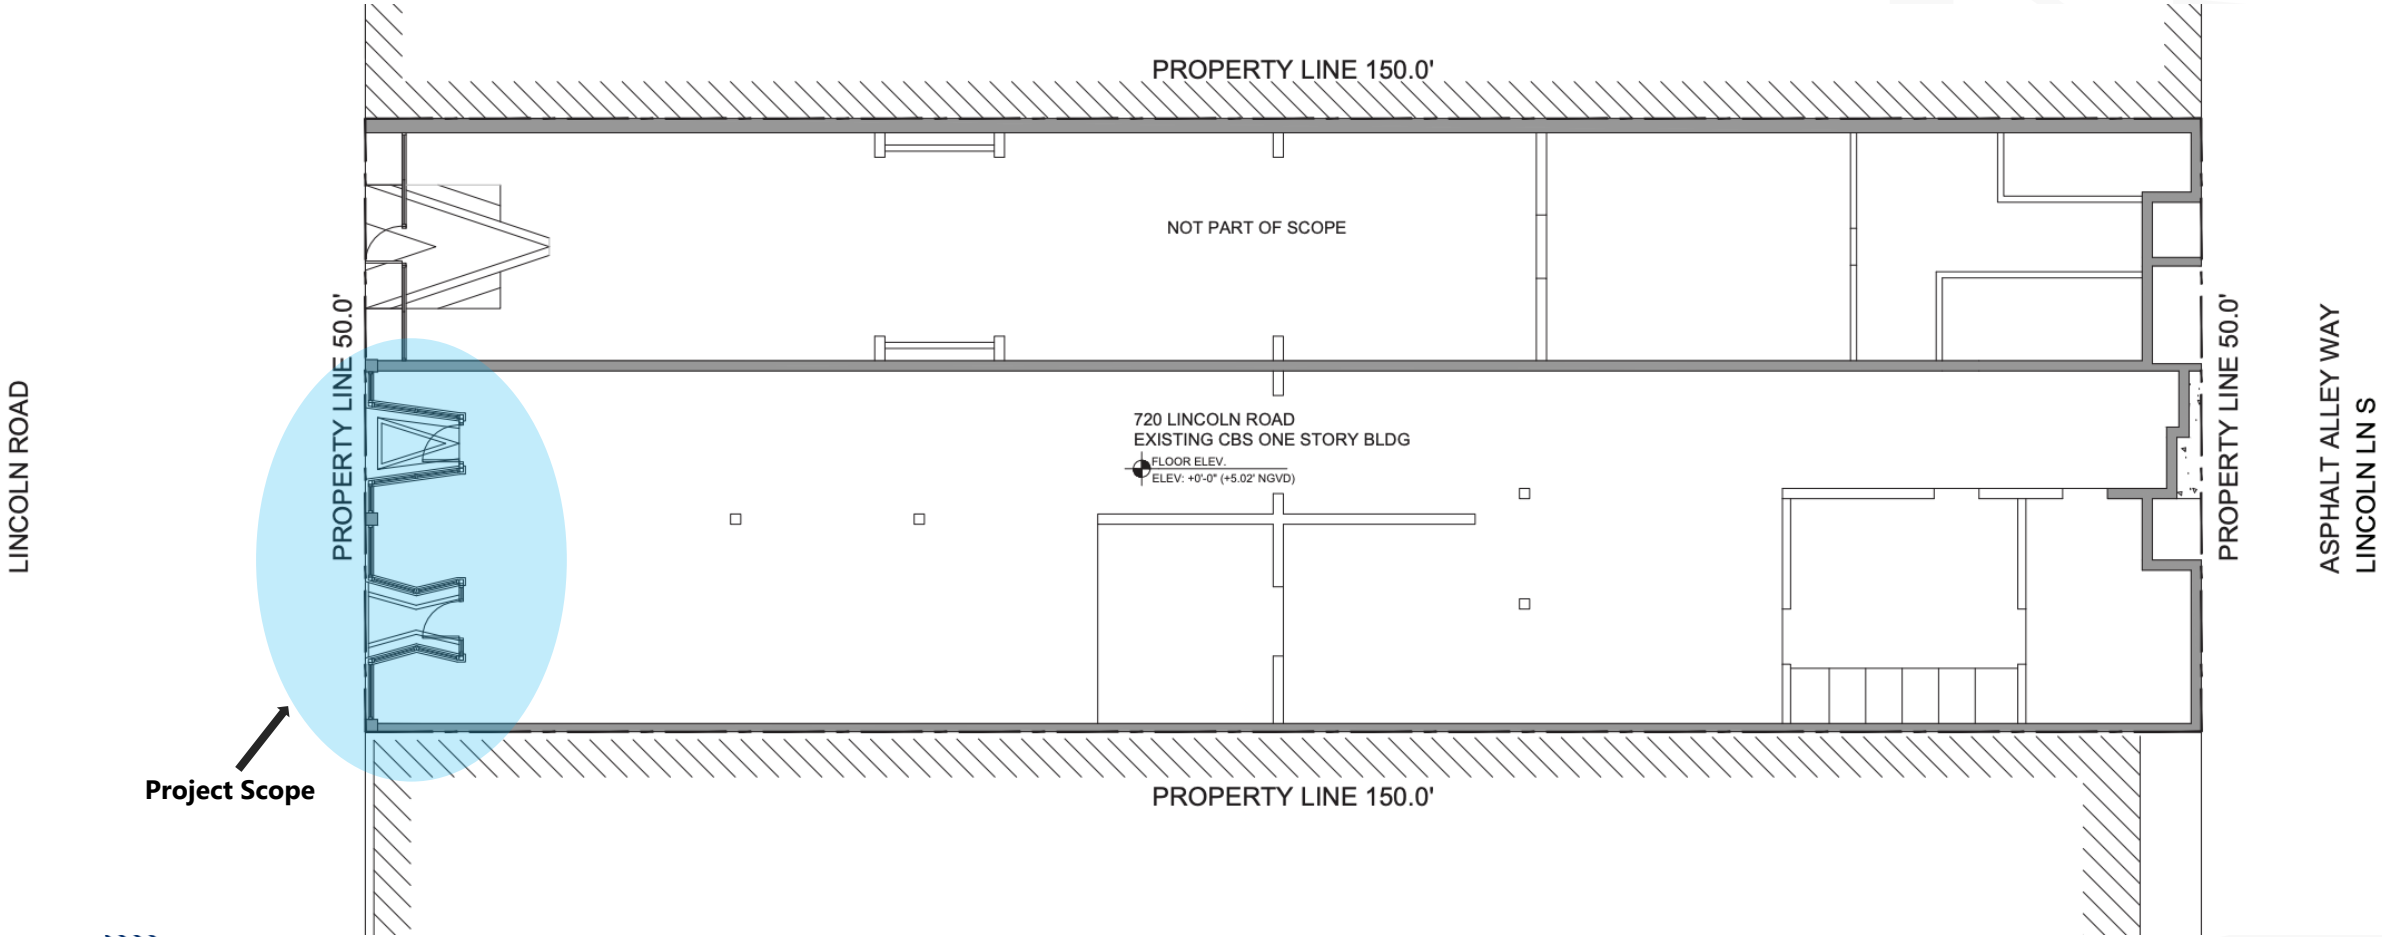 PROPERTY LINE 150.0'
NOT PART OF SCOPE
LINCOLN ROAD
PROPERTY LINE 50.0'
720 LINCOLN ROAD
EXISTING CBS ONE STORY BLDG
FLOOR ELEV.
ELEV: +0'-0" (+5.02' NGVD)
PROPERTY LINE 50.0'
ASPHALT ALLEY WAY
LINCOLN LN S
Project Scope
PROPERTY LINE 150.0'